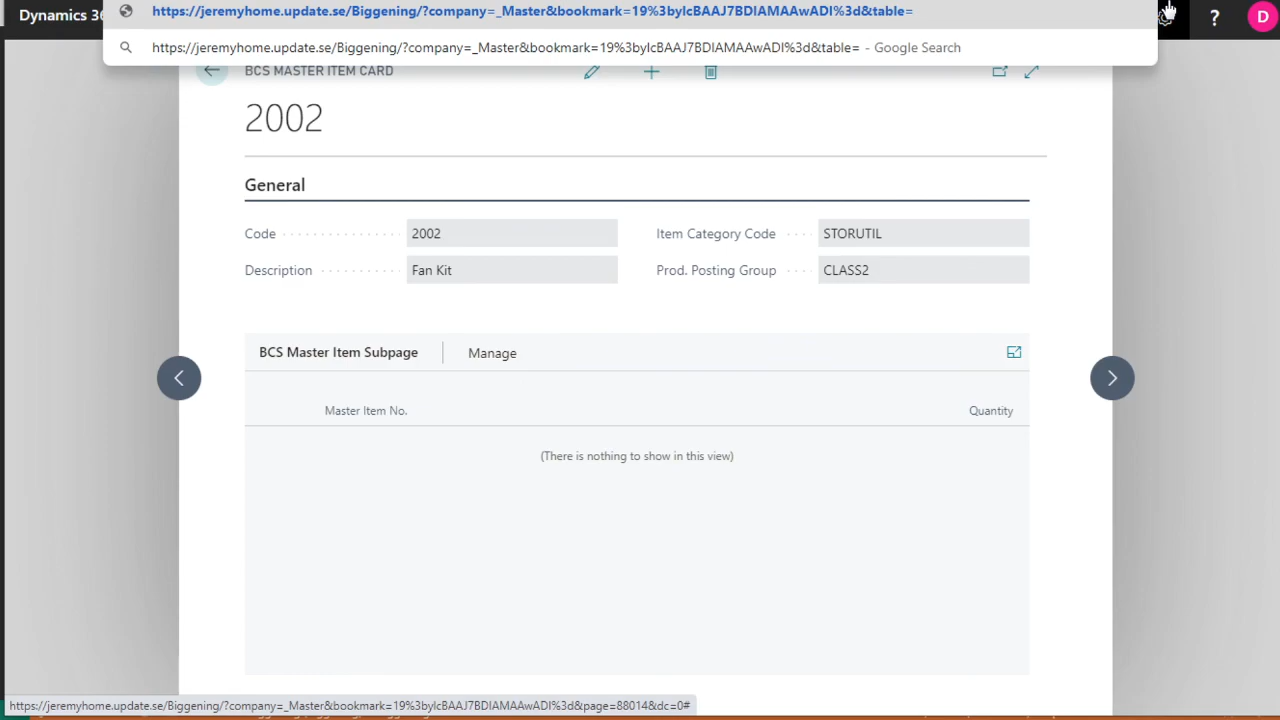 Dynamics 36
https://jeremyhome.update.se/Biggening/?company=_Master&bookmark=19%3bylcBAAJ7BDIAMAAwADI%3d&table=
https://jeremyhome.update.se/Biggening/?company=_Master&bookmark=19%3bylcBAAJ7BDIAMAAwADI%3d&table= - Google Search
?
D
BCS MASTER ITEM CARD
2002
General
Code 2002
Item Category Code STORUTIL
Description Fan Kit
Prod. Posting Group CLASS2
BCS Master Item Subpage
Manage
Master Item No.
Quantity
(There is nothing to show in this view)
https://jeremyhome.update.se/Biggening/?company=_Master&bookmark=19%3bylcBAAJ7BDIAMAAwADI%3d&page=88014&dc=0#